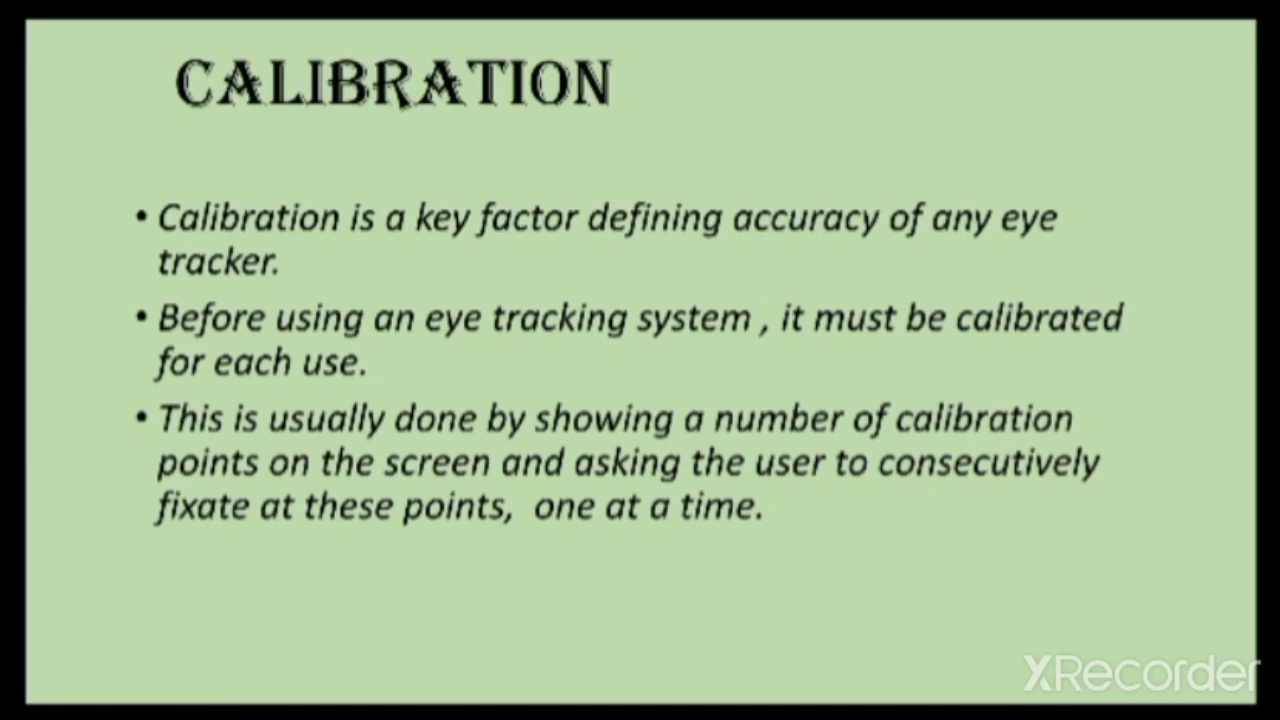 CALIBRATION
• Calibration is a key factor defining accuracy of any eye
tracker.
• Before using an eye tracking system , it must be calibrated
for each use.
• This is usually done by showing a number of calibration
points on the screen and asking the user to consecutively
fixate at these points,  one at a time.
XRecorder